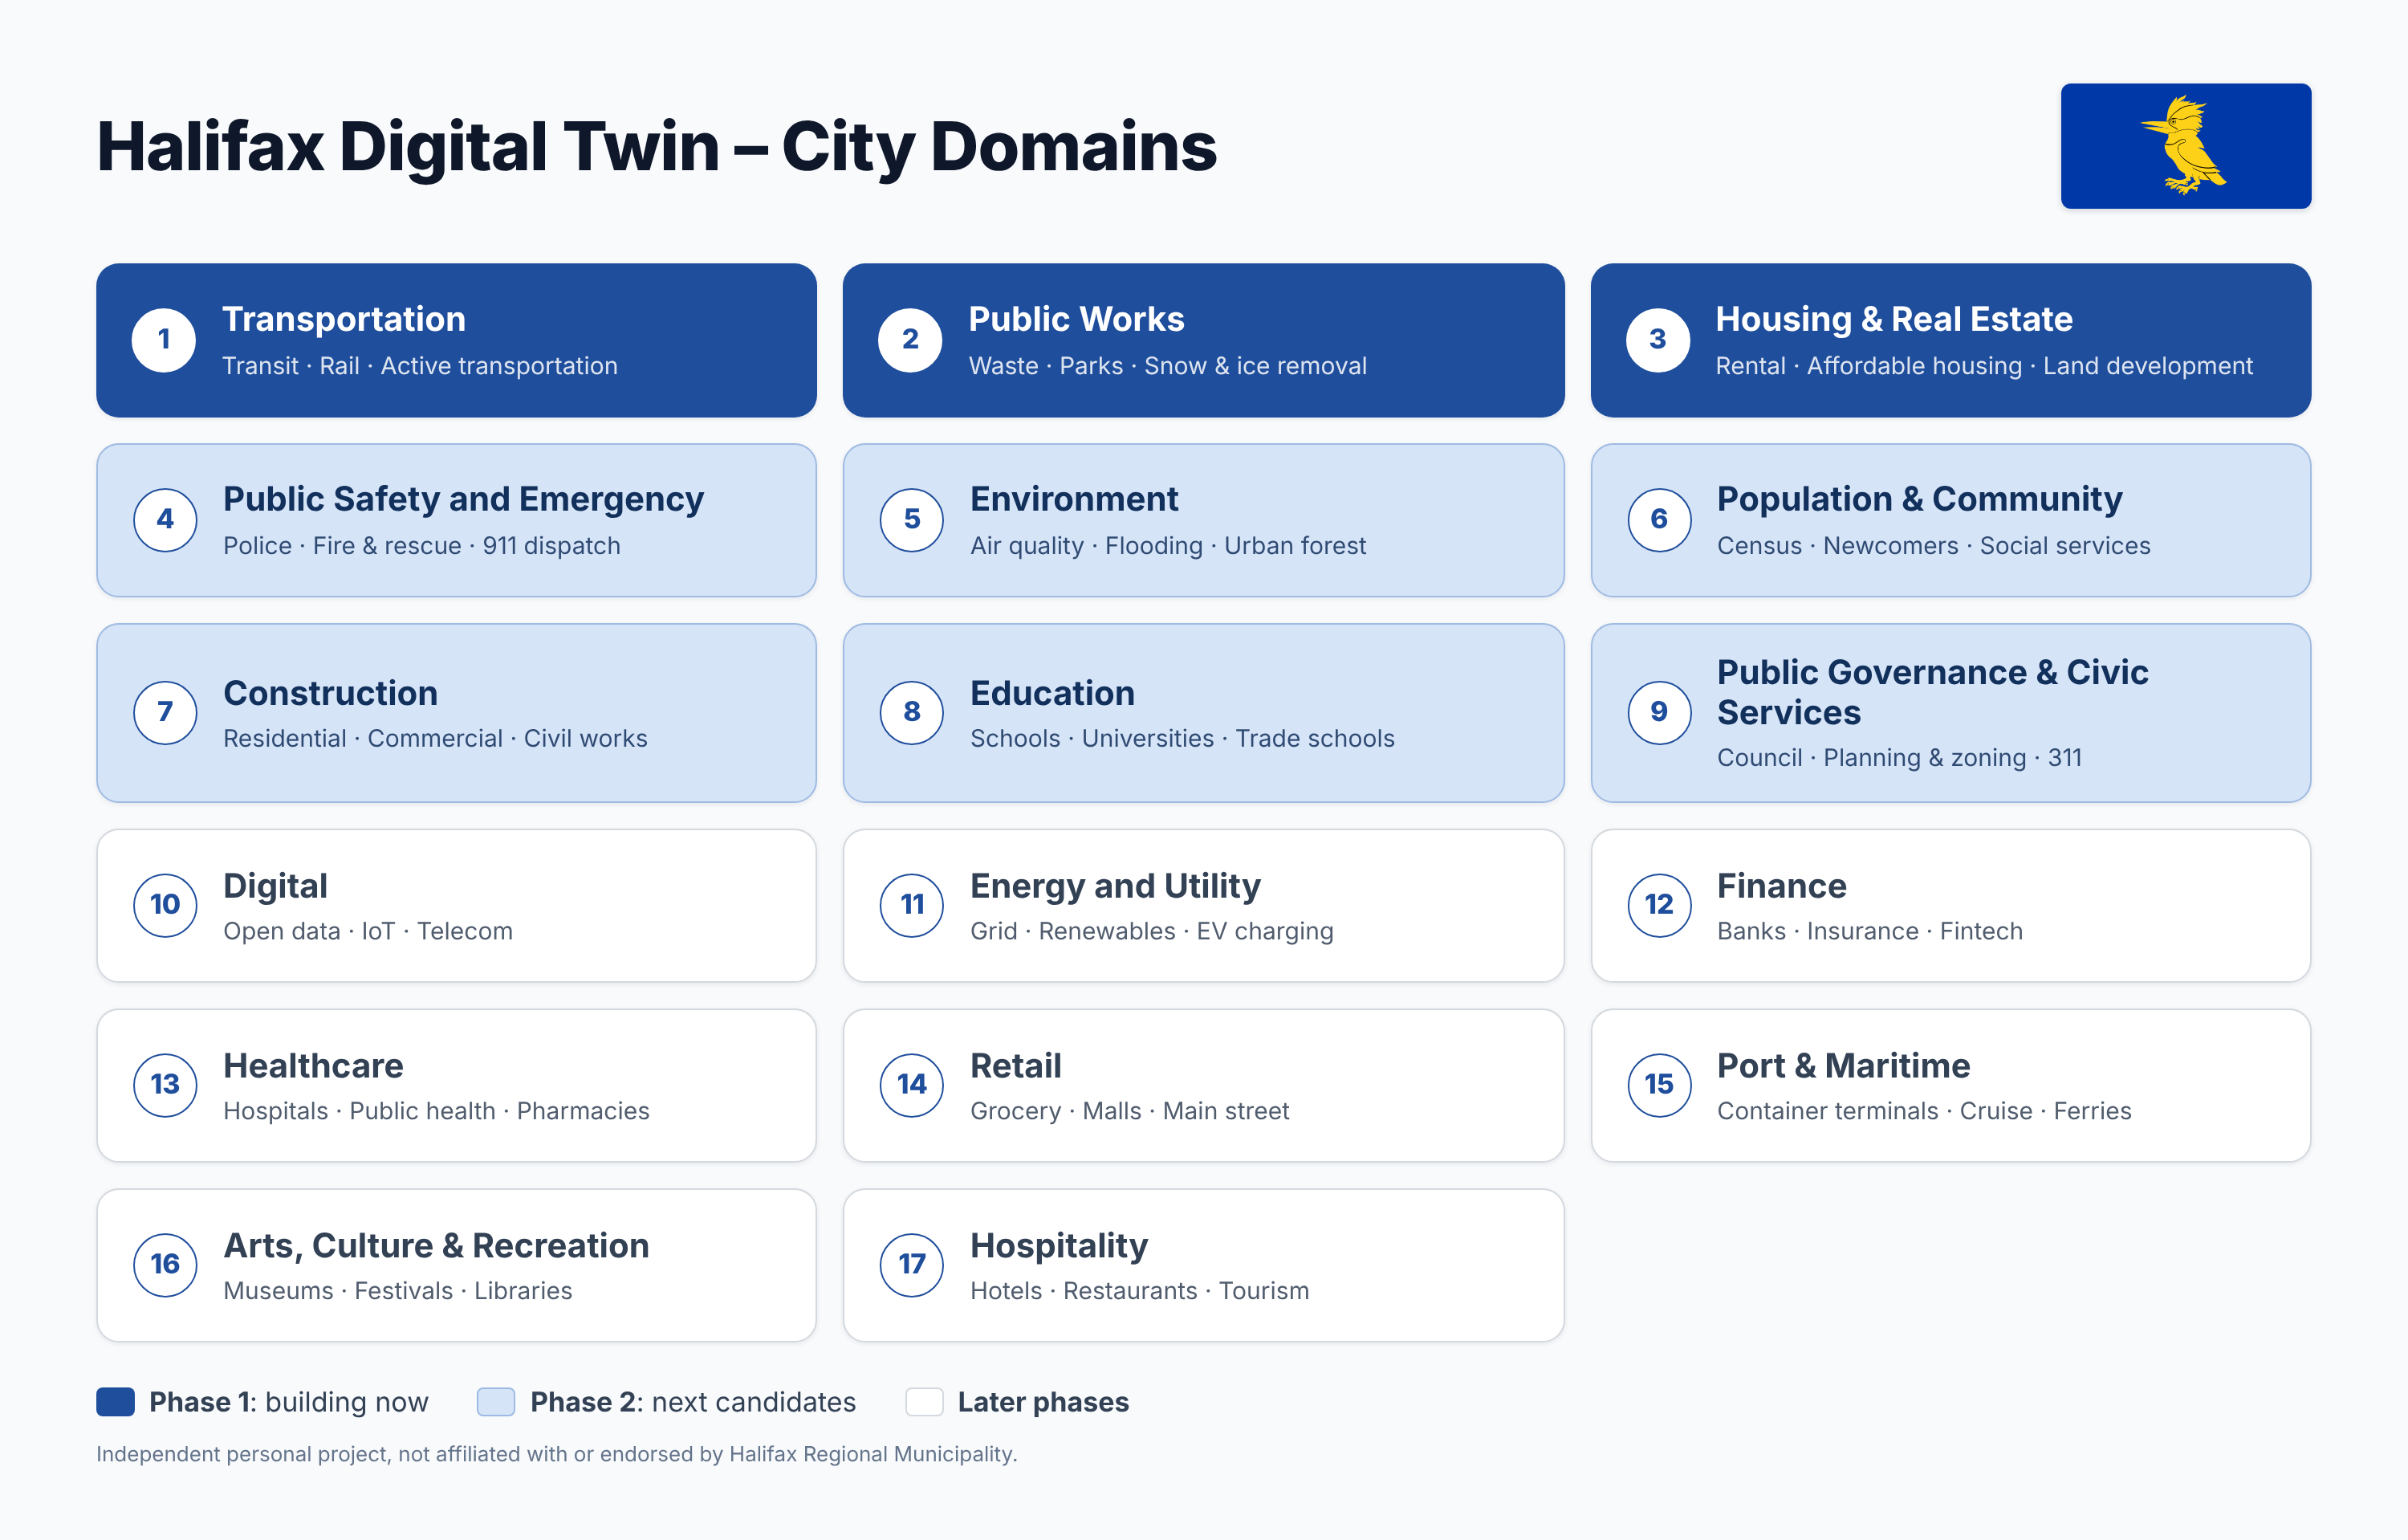 Halifax Digital Twin – City Domains
1
Transportation
Transit · Rail · Active transportation
2
Public Works
Waste · Parks · Snow & ice removal
3
Housing & Real Estate
Rental · Affordable housing · Land development
4
Public Safety and Emergency
Police · Fire & rescue · 911 dispatch
5
Environment
Air quality · Flooding · Urban forest
6
Population & Community
Census · Newcomers · Social services
7
Construction
Residential · Commercial · Civil works
8
Education
Schools · Universities · Trade schools
9
Public Governance & Civic
Services
Council · Planning & zoning · 311
10
Digital
Open data · IoT · Telecom
11
Energy and Utility
Grid · Renewables · EV charging
12
Finance
Banks · Insurance · Fintech
13
Healthcare
Hospitals · Public health · Pharmacies
14
Retail
Grocery · Malls · Main street
15
Port & Maritime
Container terminals · Cruise · Ferries
16
Arts, Culture & Recreation
Museums · Festivals · Libraries
17
Hospitality
Hotels · Restaurants · Tourism
Phase 1: building now
Phase 2: next candidates
Later phases
Independent personal project, not affiliated with or endorsed by Halifax Regional Municipality.